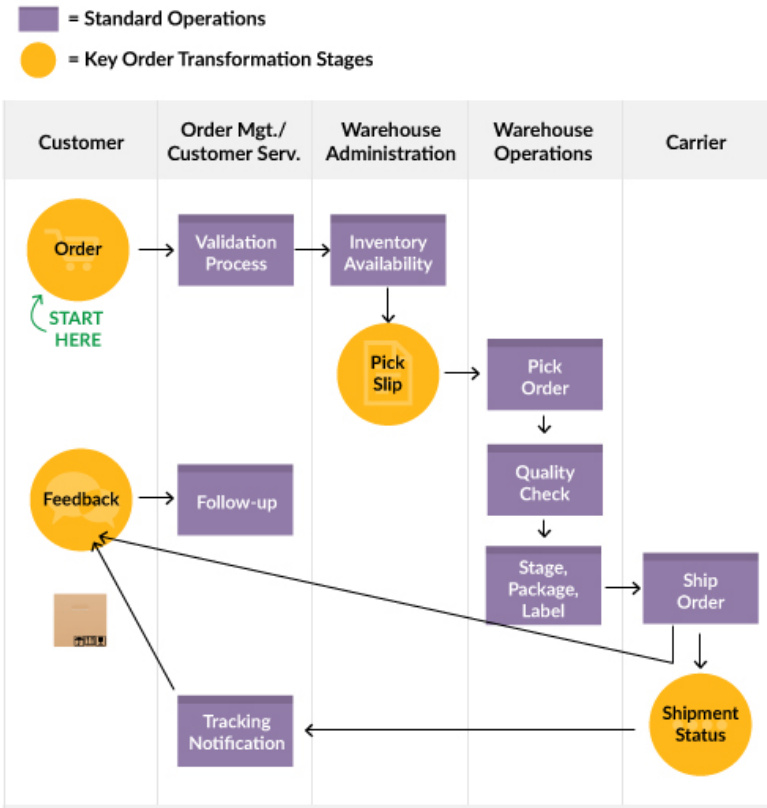 = Standard Operations
= Key Order Transformation Stages
Customer
Order Mgt./
Customer Serv.
Warehouse
Administration
Warehouse
Operations
Carrier
Order
Validation
Process
Inventory
Availability
START
HERE
Pick
Slip
Pick
Order
Feedback
Follow-up
Quality
Check
Stage,
Package,
Label
Ship
Order
Tracking
Notification
Shipment
Status